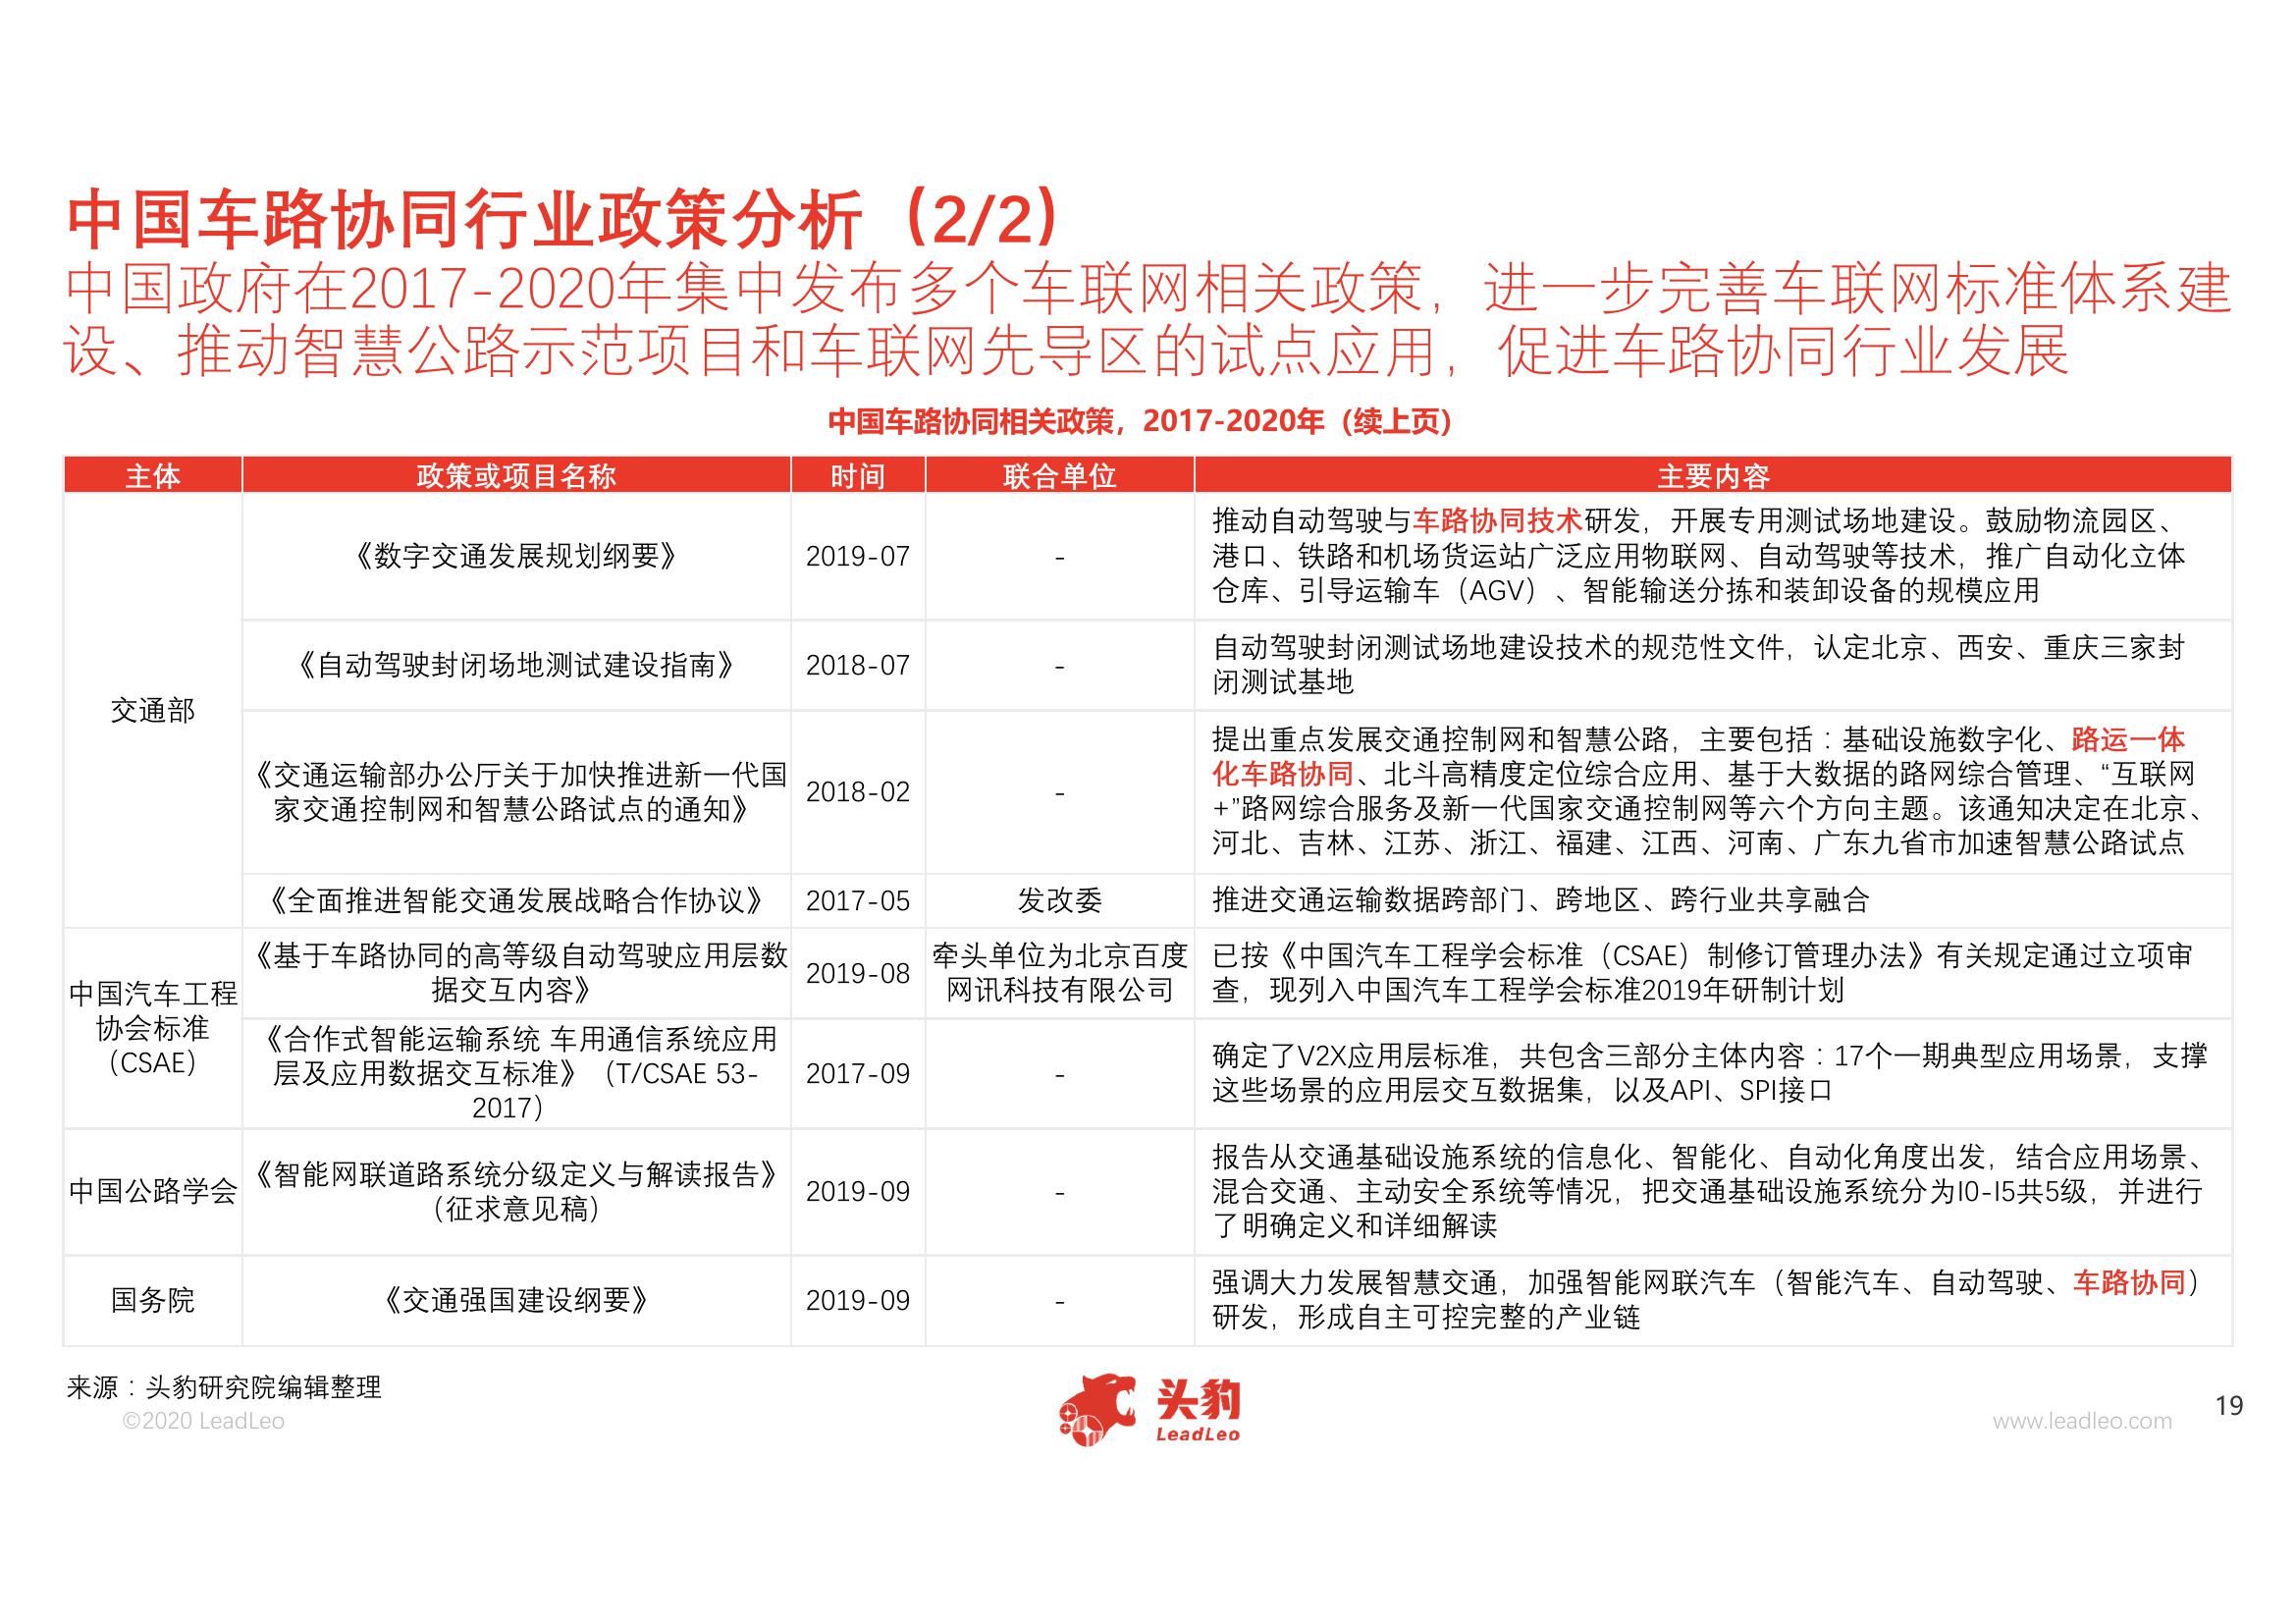 中国车路协同行业政策分析（2/2）
中国政府在2017-2020年集中发布多个车联网相关政策，进一步完善车联网标准体系建
设、推动智慧公路示范项目和车联网先导区的试点应用，促进车路协同行业发展
中国车路协同相关政策，2017-2020年（续上页）
主体 政策或项目名称 时间 联合单位 主要内容
交通部
《数字交通发展规划纲要》 2019-07 -
推动自动驾驶与车路协同技术研发，开展专用测试场地建设。鼓励物流园区、
港口、铁路和机场货运站广泛应用物联网、自动驾驶等技术，推广自动化立体
仓库、引导运输车（AGV）、智能输送分拣和装卸设备的规模应用
《自动驾驶封闭场地测试建设指南》 2018-07 -
自动驾驶封闭测试场地建设技术的规范性文件，认定北京、西安、重庆三家封
闭测试基地
《交通运输部办公厅关于加快推进新一代国
家交通控制网和智慧公路试点的通知》
2018-02 -
提出重点发展交通控制网和智慧公路，主要包括：基础设施数字化、路运一体
化车路协同、北斗高精度定位综合应用、基于大数据的路网综合管理、“互联网
+”路网综合服务及新一代国家交通控制网等六个方向主题。该通知决定在北京、
河北、吉林、江苏、浙江、福建、江西、河南、广东九省市加速智慧公路试点
《全面推进智能交通发展战略合作协议》 2017-05 发改委 推进交通运输数据跨部门、跨地区、跨行业共享融合
中国汽车工程
协会标准
（CSAE）
《基于车路协同的高等级自动驾驶应用层数
据交互内容》
2019-08
牵头单位为北京百度
网讯科技有限公司
已按《中国汽车工程学会标准（CSAE）制修订管理办法》有关规定通过立项审
查，现列入中国汽车工程学会标准2019年研制计划
《合作式智能运输系统 车用通信系统应用
层及应用数据交互标准》（T/CSAE 53-
2017）
2017-09 -
确定了V2X应用层标准，共包含三部分主体内容：17个一期典型应用场景，支撑
这些场景的应用层交互数据集，以及API、SPI接口
中国公路学会
《智能网联道路系统分级定义与解读报告》
（征求意见稿）
2019-09 -
报告从交通基础设施系统的信息化、智能化、自动化角度出发，结合应用场景、
混合交通、主动安全系统等情况，把交通基础设施系统分为I0-I5共5级，并进行
了明确定义和详细解读
国务院 《交通强国建设纲要》 2019-09 -
强调大力发展智慧交通，加强智能网联汽车（智能汽车、自动驾驶、车路协同）
研发，形成自主可控完整的产业链
来源：头豹研究院编辑整理
©2020 LeadLeo
头豹
LeadLeo
www.leadleo.com
19